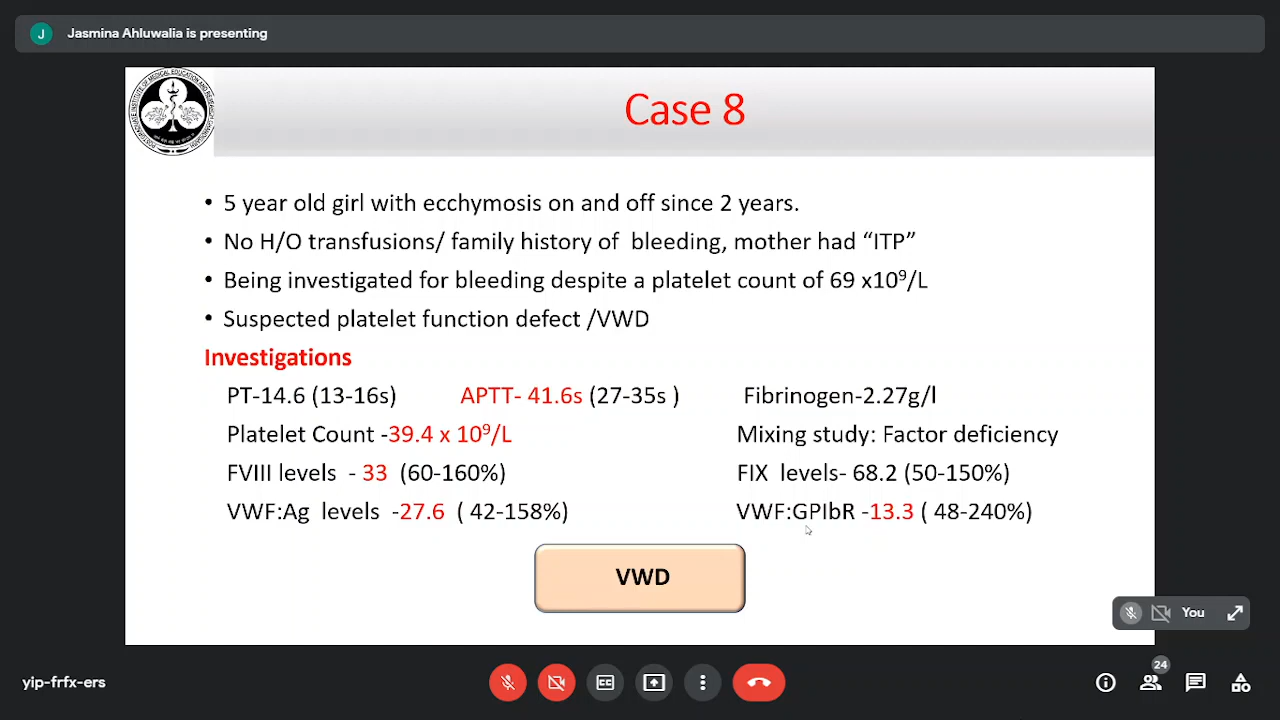 J Jasmina Ahluwalia is presenting
Case 8
• 5 year old girl with ecchymosis on and off since 2 years.
• No H/O transfusions/ family history of bleeding, mother had “ITP”
• Being investigated for bleeding despite a platelet count of 69 x10⁹/L
• Suspected platelet function defect /VWD
Investigations
PT-14.6 (13-16s) APTT- 41.6s (27-35s ) Fibrinogen-2.27g/l
Platelet Count -39.4 x 10⁹/L Mixing study: Factor deficiency
FVIII levels - 33 (60-160%) FIX levels- 68.2 (50-150%)
VWF:Ag levels -27.6 ( 42-158%) VWF:GPIbR -13.3 ( 48-240%)
VWD
You
24
yip-frfx-ers